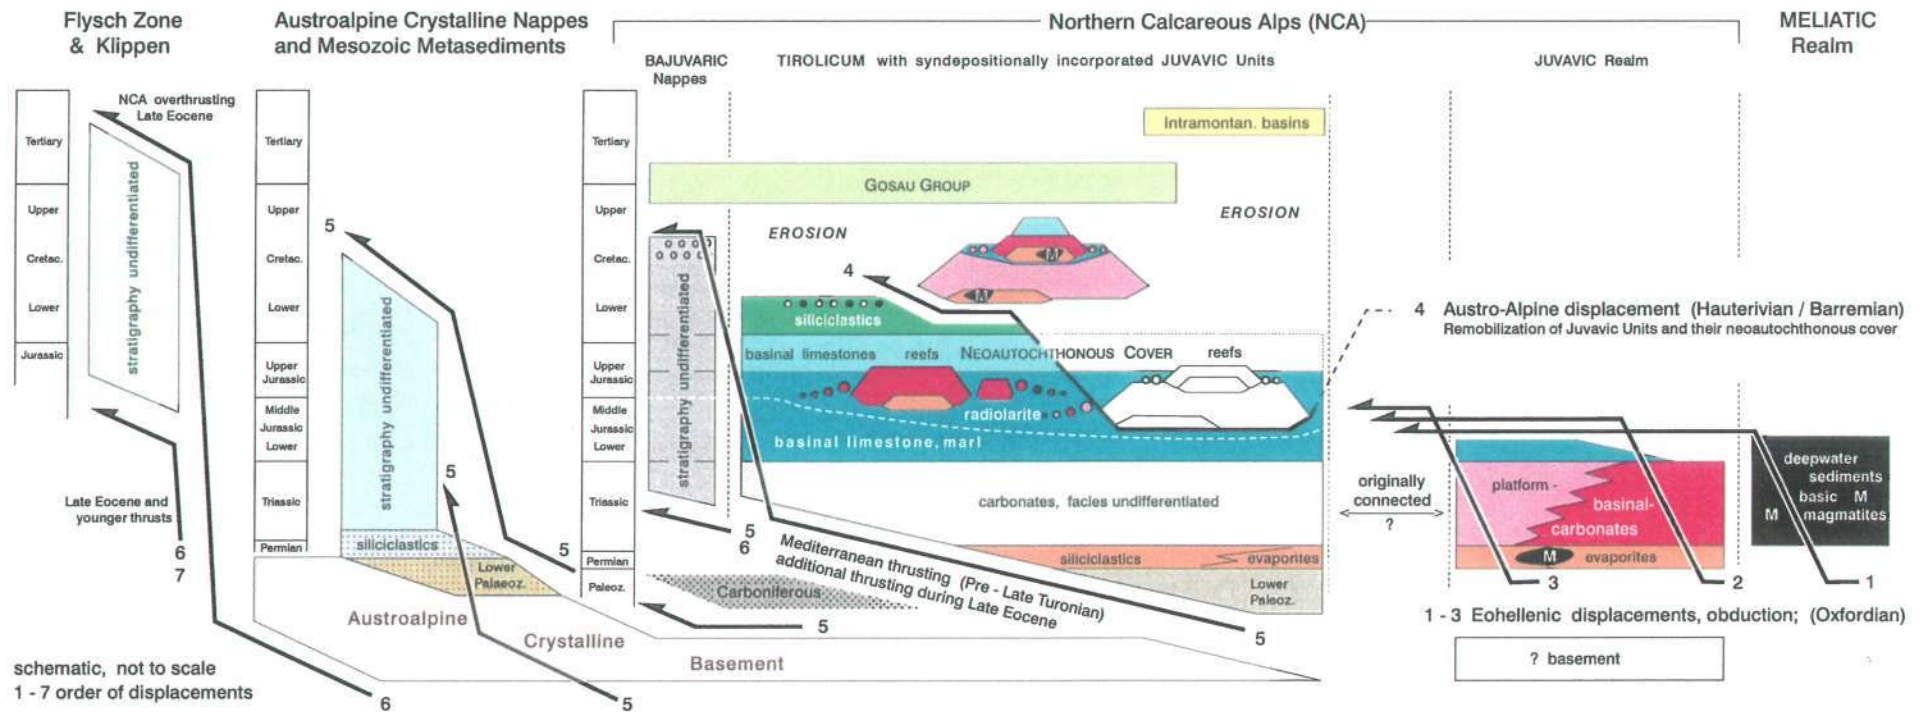 Flysch Zone
& Klippen
Austroalpine Crystalline Nappes
and Mesozoic Metasediments
Northern Calcareous Alps (NCA)
MELIATIC
Realm
BAJUVARIC
Nappes
TIROLICUM with syndepositionally incorporated JUVAVIC Units
JUVAVIC Realm
NCA overthrusting
Late Eocene
Tertiary
Upper
Cretac.
Lower
Jurassic
stratigraphy undifferentiated
Late Eocene and
younger thrusts
6
7
Tertiary
Upper
Cretac.
Lower
Upper
Jurassic
Middle
Jurassic
Lower
Triassic
Permian
5
stratigraphy undifferentiated
5
siliciclastics
Lower
Palaeoz.
5
Tertiary
Upper
Cretac.
Lower
Upper
Jurassic
Middle
Jurassic
Lower
Triassic
Permian
Paleoz.
stratigraphy undifferentiated
5
6
Carboniferous
5
Intramontan. basins
GOSAU GROUP
EROSION
EROSION
4
M
M
siliciclastics
basinal limestones reefs NEOAUTOCHTHONOUS COVER reefs
radiolarite
basinal limestone, marl
carbonates, facies undifferentiated
siliciclastics
evaporites
Lower
Paleoz.
Mediterranean thrusting (Pre - Late Turonian)
additional thrusting during Late Eocene
5
4 Austro-Alpine displacement (Hauterivian / Barremian)
Remobilization of Juvavic Units and their neoautochthonous cover
originally
connected
?
platform -
basinal-
carbonates
M evaporites
deepwater
sediments
basic M
M magmatites
3
2
1
1 - 3 Eohellenic displacements, obduction; (Oxfordian)
? basement
Austroalpine
Crystalline
Basement
schematic, not to scale
1 - 7 order of displacements
6
5